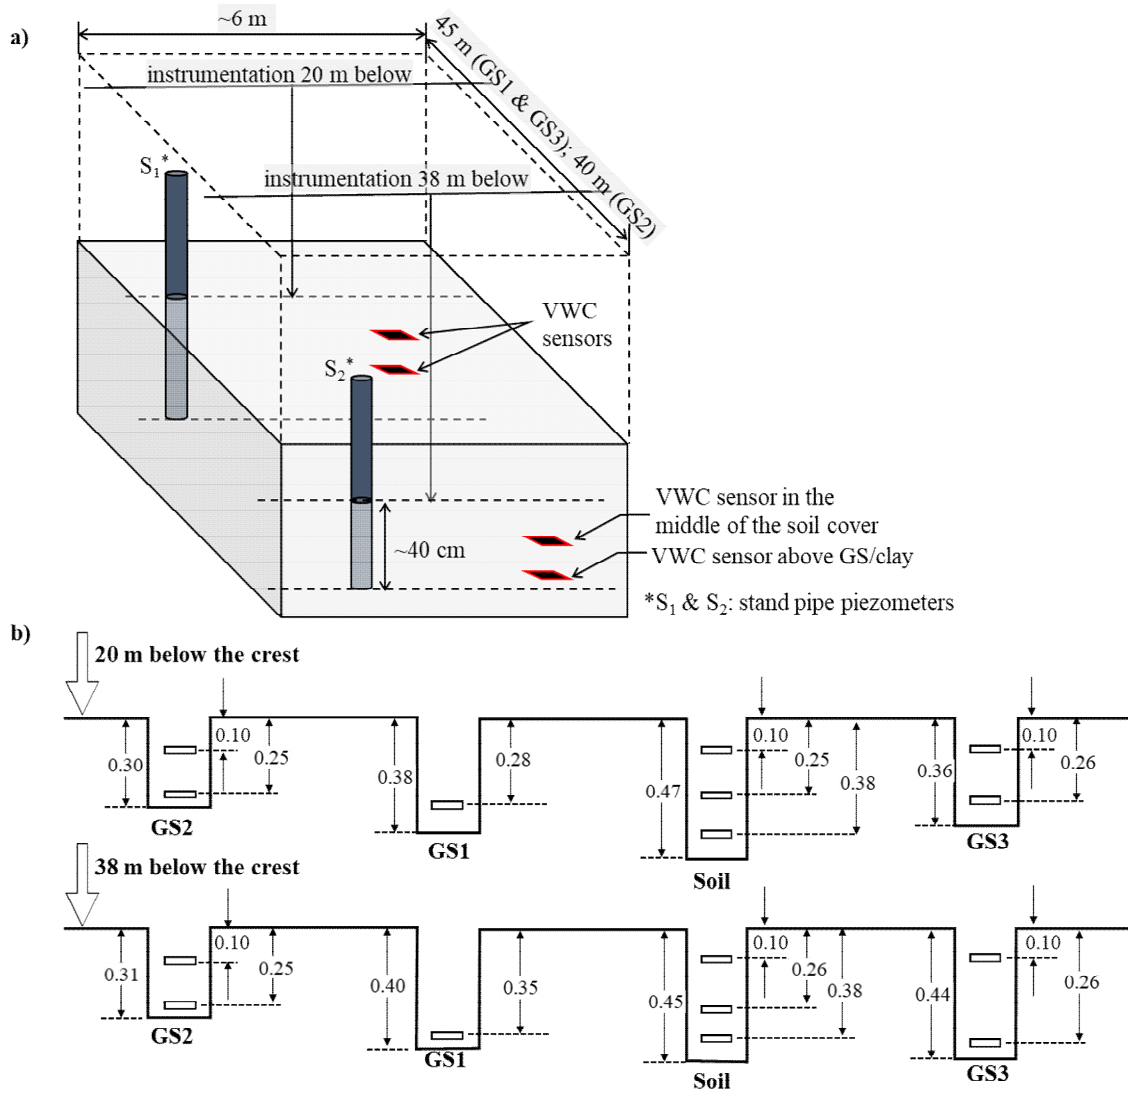 a)
~6 m
45 m (GS1 & GS3); 40 m (GS2)
instrumentation 20 m below
S1*
instrumentation 38 m below
VWC
sensors
S2*
VWC sensor in the
middle of the soil cover
~40 cm
VWC sensor above GS/clay
*S1 & S2: stand pipe piezometers
b)
20 m below the crest
0.30
0.10
0.25
GS2
0.38
0.28
GS1
0.47
0.10
0.25
0.38
Soil
0.36
0.10
0.26
GS3
38 m below the crest
0.31
0.10
0.25
GS2
0.40
0.35
GS1
0.45
0.10
0.26
0.38
Soil
0.44
0.10
0.26
GS3